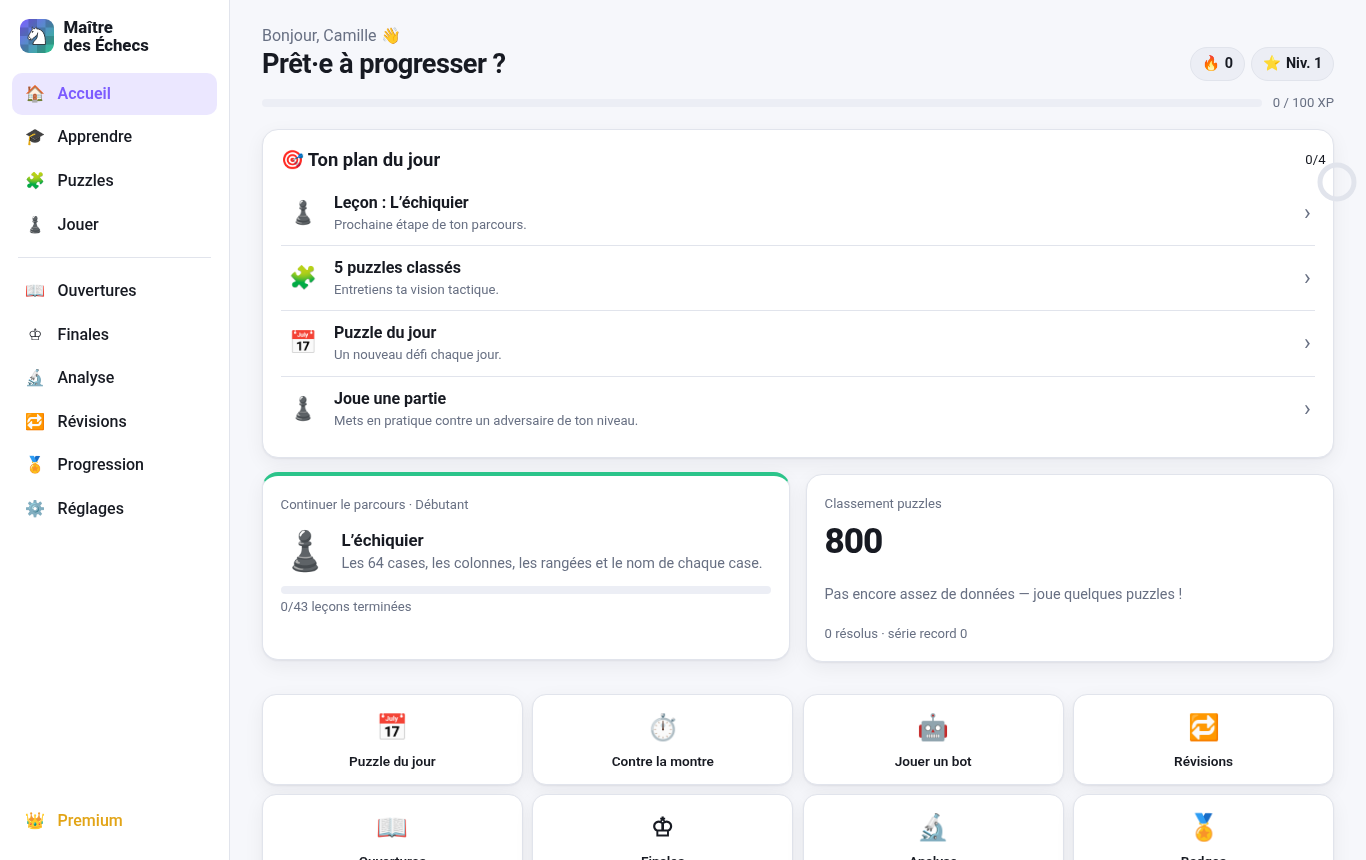 Maître
des Échecs
Accueil
Apprendre
Puzzles
Jouer
Ouvertures
Finales
Analyse
Révisions
Progression
Réglages
Premium
Bonjour, Camille 👋
Prêt·e à progresser ?
🔥 0
⭐ Niv. 1
0 / 100 XP
🎯 Ton plan du jour
0/4
Leçon : L’échiquier
Prochaine étape de ton parcours.
5 puzzles classés
Entretiens ta vision tactique.
Puzzle du jour
Un nouveau défi chaque jour.
Joue une partie
Mets en pratique contre un adversaire de ton niveau.
Continuer le parcours · Débutant
L’échiquier
Les 64 cases, les colonnes, les rangées et le nom de chaque case.
0/43 leçons terminées
Classement puzzles
800
Pas encore assez de données — joue quelques puzzles !
0 résolus · série record 0
Puzzle du jour
Contre la montre
Jouer un bot
Révisions
Ouvertures
Finales
Analyse
Badges